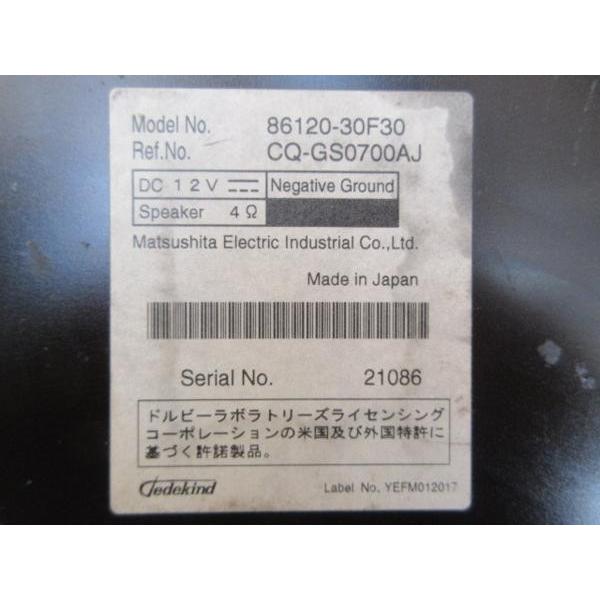 Model No. 86120-30F30
Ref.No. CQ-GS0700AJ
DC 12V Negative Ground
Speaker 4Ω
Matsushita Electric Industrial Co.,Ltd.
Made in Japan
Serial No. 21086
ドルビーラボラトリーズライセンシング
コーポレーションの米国及び外国特許に
基づく許諾製品。
Gedekind Label No. YEFM012017